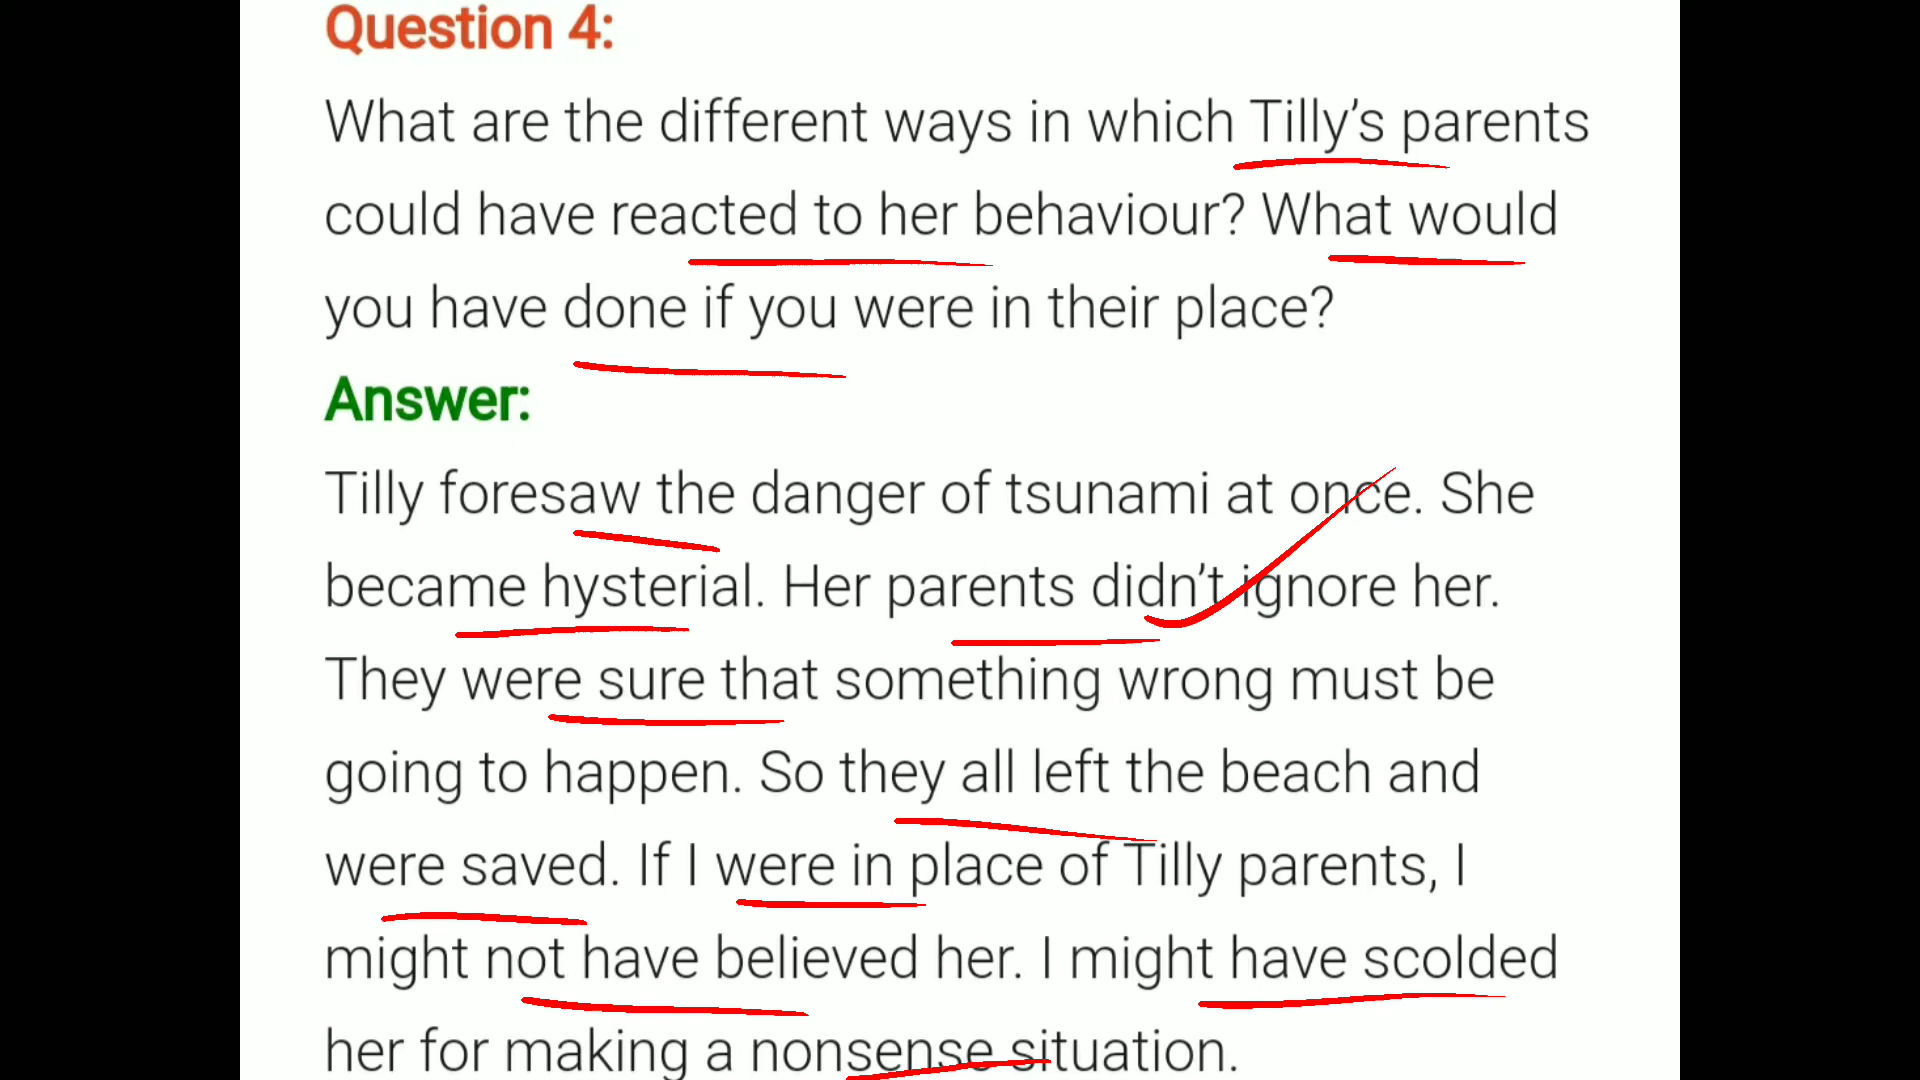 Question 4:
What are the different ways in which Tilly’s parents
could have reacted to her behaviour? What would
you have done if you were in their place?
Answer:
Tilly foresaw the danger of tsunami at once. She
became hysterial. Her parents didn’t ignore her.
They were sure that something wrong must be
going to happen. So they all left the beach and
were saved. If I were in place of Tilly parents, I
might not have believed her. I might have scolded
her for making a nonsense situation.